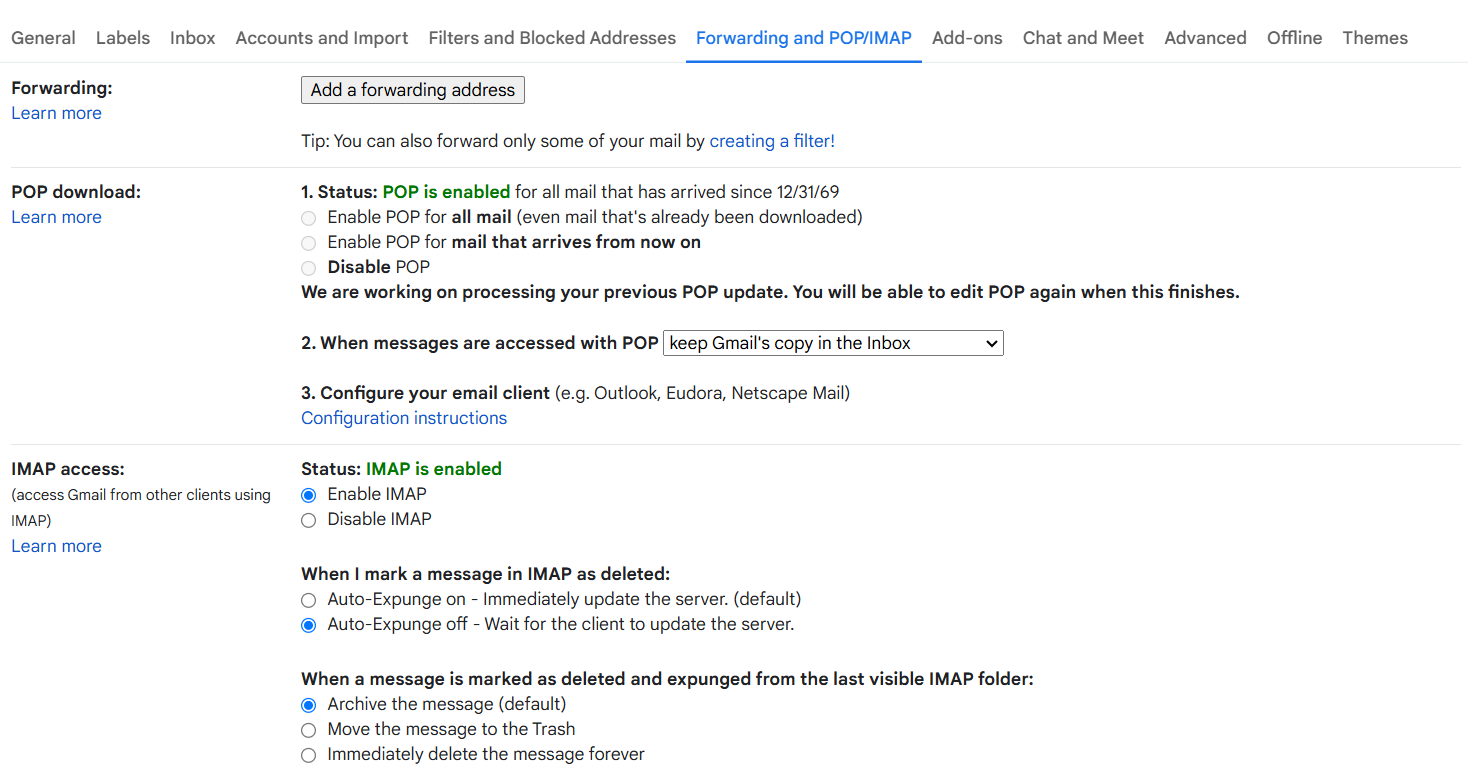 General Labels Inbox Accounts and Import Filters and Blocked Addresses Forwarding and POP/IMAP Add-ons Chat and Meet Advanced Offline Themes
Forwarding:
Learn more
Add a forwarding address
Tip: You can also forward only some of your mail by creating a filter!
POP download:
Learn more
1. Status: POP is enabled for all mail that has arrived since 12/31/69
Enable POP for all mail (even mail that's already been downloaded)
Enable POP for mail that arrives from now on
Disable POP
We are working on processing your previous POP update. You will be able to edit POP again when this finishes.
2. When messages are accessed with POP keep Gmail's copy in the Inbox
3. Configure your email client (e.g. Outlook, Eudora, Netscape Mail)
Configuration instructions
IMAP access:
(access Gmail from other clients using
IMAP)
Learn more
Status: IMAP is enabled
Enable IMAP
Disable IMAP
When I mark a message in IMAP as deleted:
Auto-Expunge on - Immediately update the server. (default)
Auto-Expunge off - Wait for the client to update the server.
When a message is marked as deleted and expunged from the last visible IMAP folder:
Archive the message (default)
Move the message to the Trash
Immediately delete the message forever